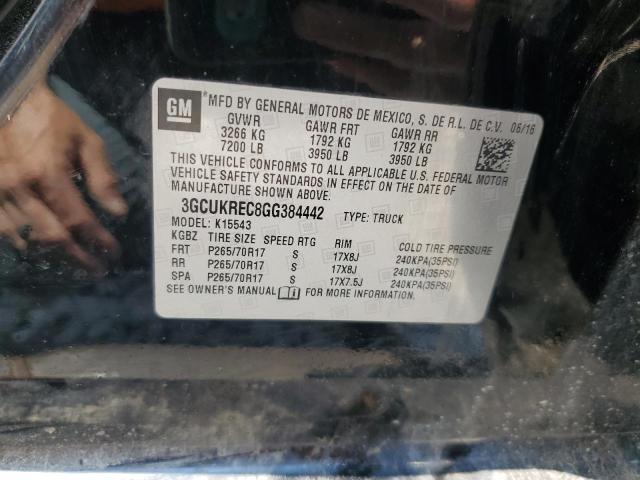 GM
*MFD BY GENERAL MOTORS DE MEXICO, S. DE R.L. DE C.V. 06/16
GVWR GAWR FRT GAWR RR
3266 KG 1792 KG 1792 KG
7200 LB 3950 LB 3950 LB
THIS VEHICLE CONFORMS TO ALL APPLICABLE U.S. FEDERAL MOTOR
VEHICLE SAFETY STANDARDS IN EFFECT ON THE DATE OF
MANUFACTURE SHOWN ABOVE.
3GCUKREC8GG384442 TYPE: TRUCK
MODEL: K15543
KGBZ TIRE SIZE SPEED RTG RIM COLD TIRE PRESSURE
FRT P265/70R17 S 17X8J 240KPA(35PSI)
RR P265/70R17 S 17X8J 240KPA(35PSI)
SPA P265/70R17 S 17X7.5J 240KPA(35PSI)
SEE OWNER'S MANUAL FOR MORE INFORMATION.